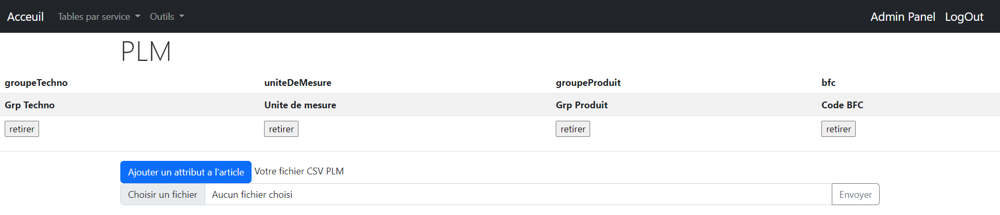 Acceuil Tables par service Outils Admin Panel LogOut
PLM
groupeTechno uniteDeMesure groupeProduit bfc
Grp Techno Unite de mesure Grp Produit Code BFC
retirer retirer retirer retirer
Ajouter un attribut a l'article Votre fichier CSV PLM
Choisir un fichier Aucun fichier choisi Envoyer